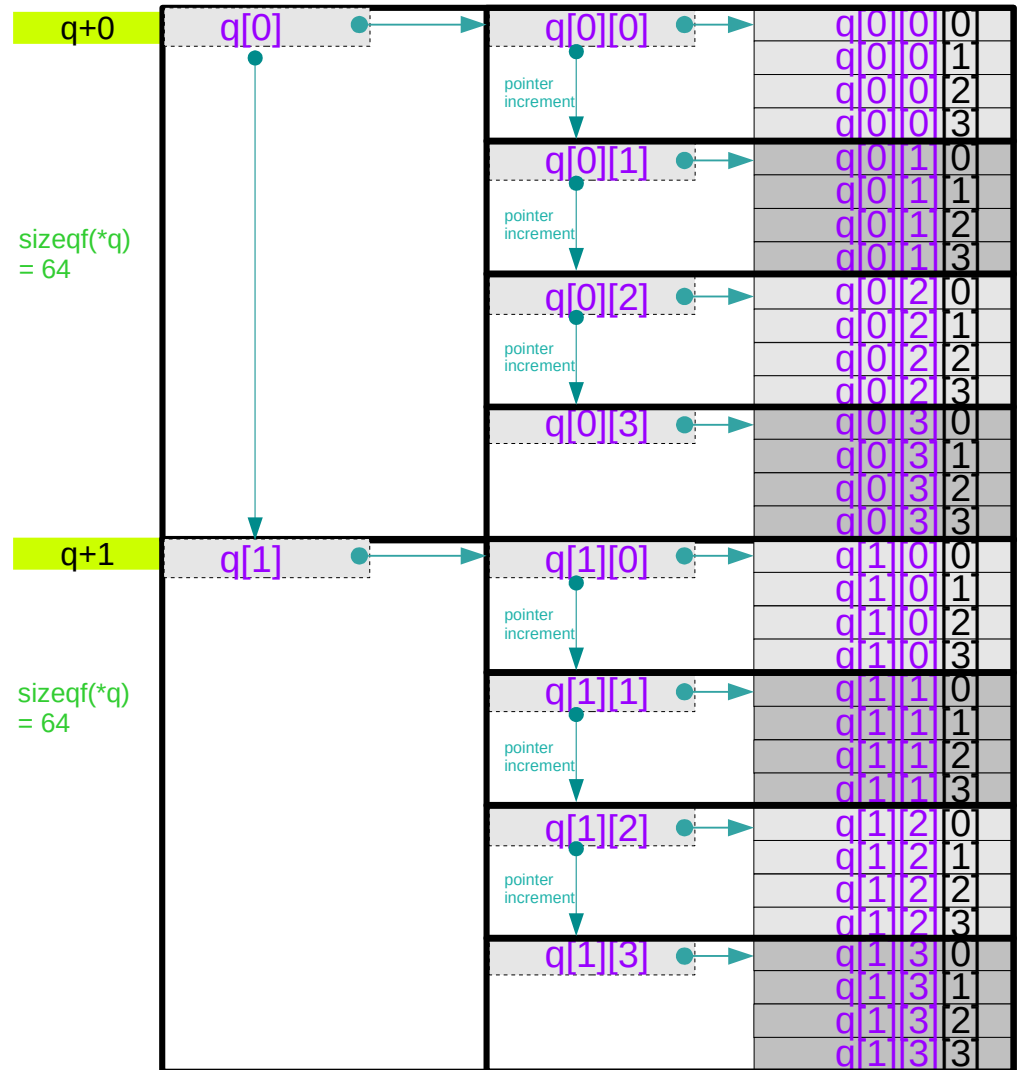 q+0
q[0]
q[0][0]
q[0][0][0]
q[0][0][1]
pointer
increment
q[0][0][2]
q[0][0][3]
q[0][1]
q[0][1][0]
q[0][1][1]
pointer
increment
q[0][1][2]
q[0][1][3]
sizeqf(*q)
= 64
q[0][2]
q[0][2][0]
q[0][2][1]
pointer
increment
q[0][2][2]
q[0][2][3]
q[0][3]
q[0][3][0]
q[0][3][1]
q[0][3][2]
q[0][3][3]
q+1
q[1]
q[1][0]
q[1][0][0]
q[1][0][1]
pointer
increment
q[1][0][2]
q[1][0][3]
sizeqf(*q)
= 64
q[1][1]
q[1][1][0]
q[1][1][1]
pointer
increment
q[1][1][2]
q[1][1][3]
q[1][2]
q[1][2][0]
q[1][2][1]
pointer
increment
q[1][2][2]
q[1][2][3]
q[1][3]
q[1][3][0]
q[1][3][1]
q[1][3][2]
q[1][3][3]